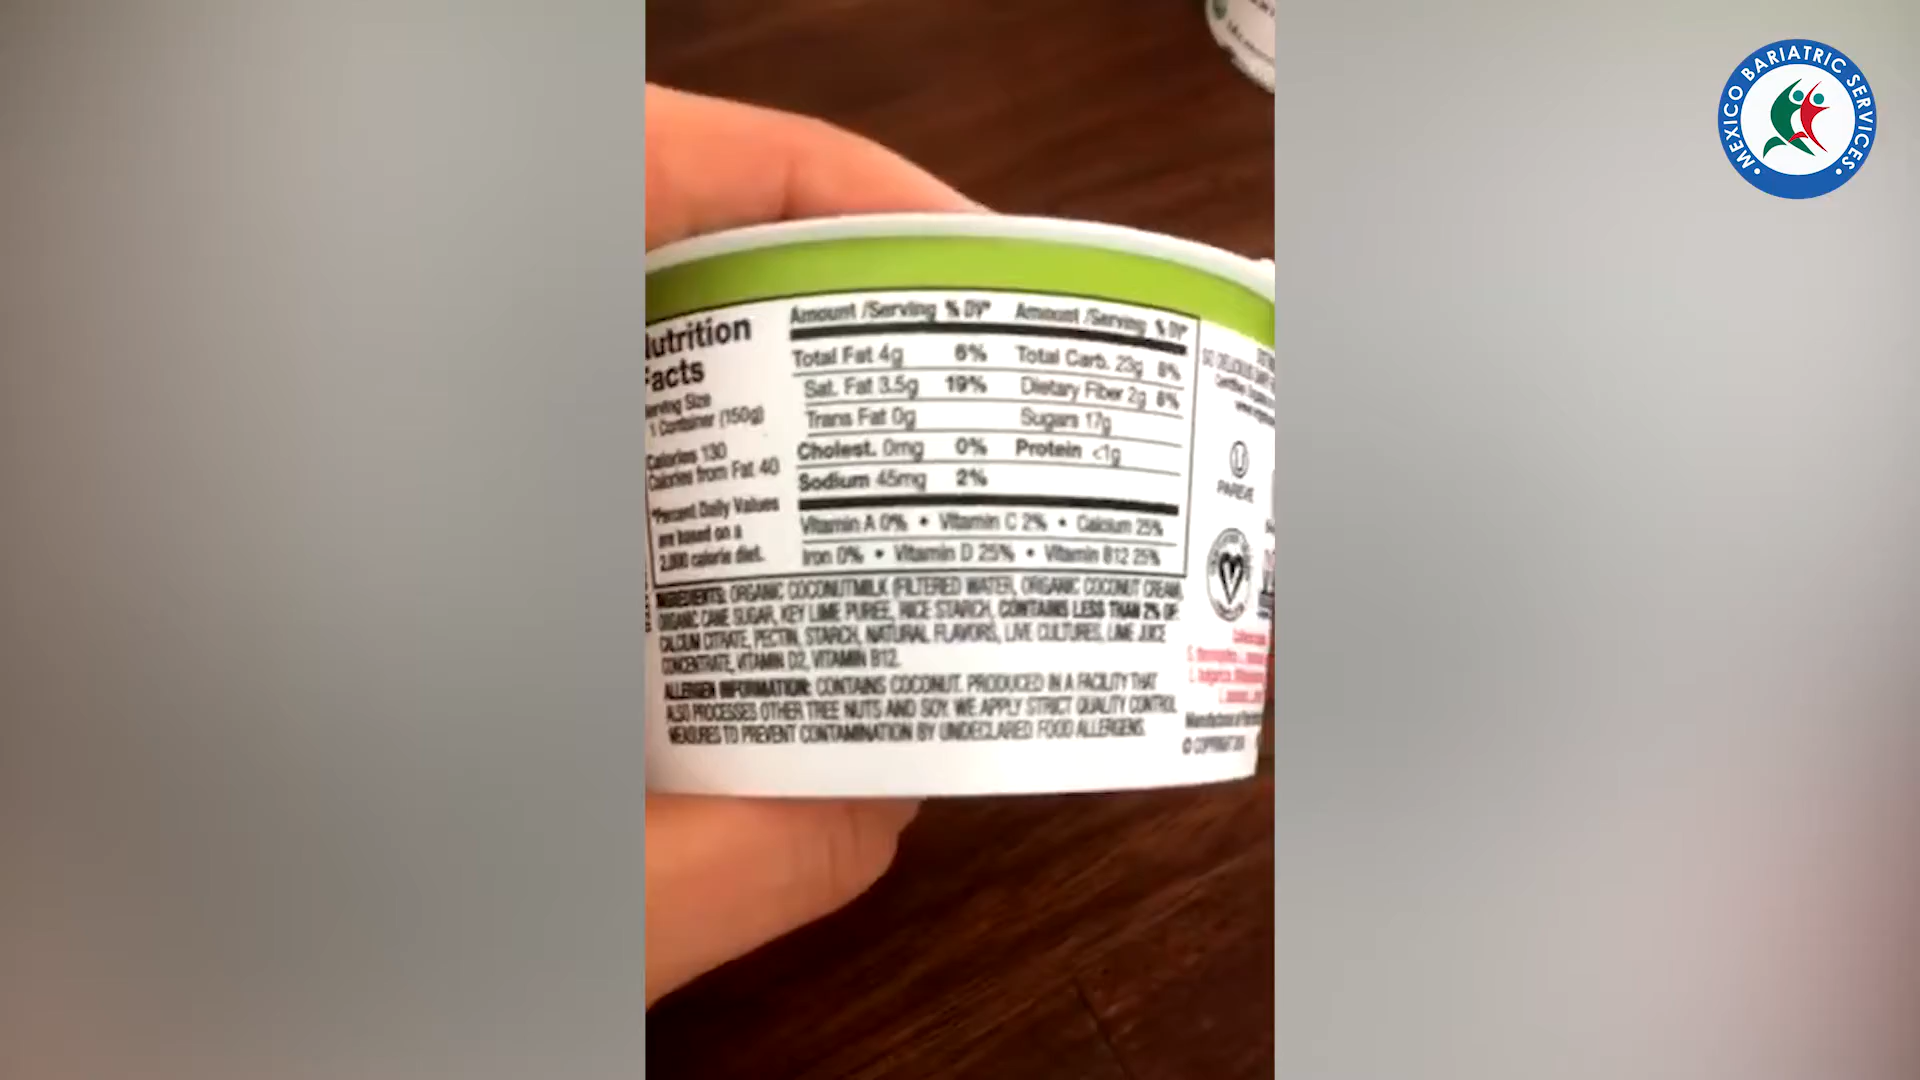 MEXICO BARIATRIC SERVICES
Nutrition
Facts
Serving Size
1 Container (150g)
Calories 130
Calories from Fat 40
*Percent Daily Values
are based on a
2,000 calorie diet.
Amount /Serving % DV* Amount /Serving % DV*
Total Fat 4g 6% Total Carb. 23g 8%
Sat. Fat 3.5g 19% Dietary Fiber 2g 8%
Trans Fat 0g Sugars 17g
Cholest. 0mg 0% Protein <1g
Sodium 45mg 2%
Vitamin A 0% • Vitamin C 2% • Calcium 25%
Iron 0% • Vitamin D 25% • Vitamin B12 25%
INGREDIENTS: ORGANIC COCONUTMILK (FILTERED WATER, ORGANIC COCONUT CREAM),
ORGANIC CANE SUGAR, KEY LIME PUREE, RICE STARCH, CONTAINS LESS THAN 2% OF:
CALCIUM CITRATE, PECTIN, STARCH, NATURAL FLAVORS, LIVE CULTURES, LIME JUICE
CONCENTRATE, VITAMIN D2, VITAMIN B12.
ALLERGEN INFORMATION: CONTAINS COCONUT. PRODUCED IN A FACILITY THAT
ALSO PROCESSES OTHER TREE NUTS AND SOY. WE APPLY STRICT QUALITY CONTROL
MEASURES TO PREVENT CONTAMINATION BY UNDECLARED FOOD ALLERGENS.
SO DELICIOUS
U
PAREVE
© COPYRIGHT